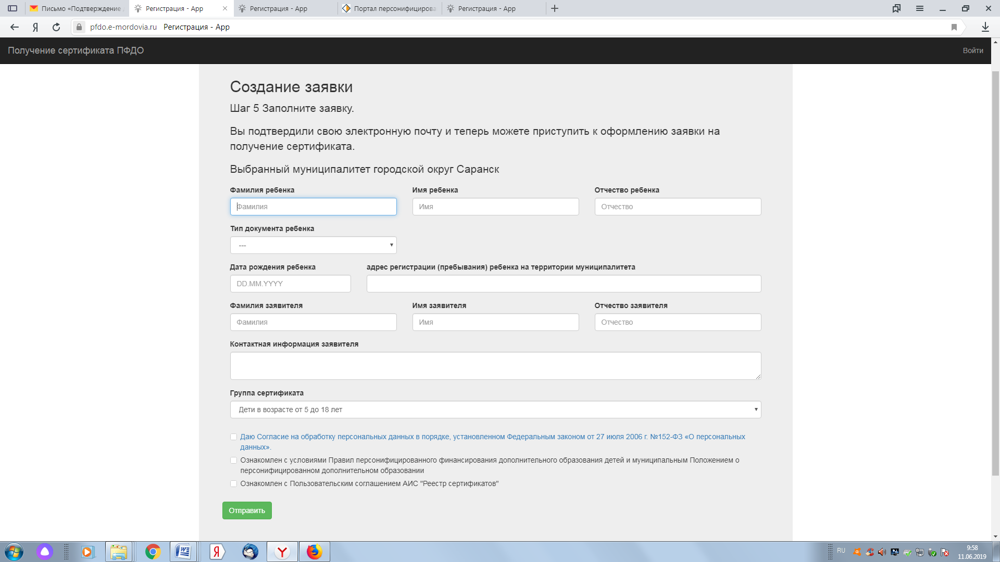 Письмо «Подтверждение
Регистрация - App
Регистрация - App
Портал персонифицирова
Регистрация - App
pfdo.e-mordovia.ru Регистрация - App
Получение сертификата ПФДО
Войти
Создание заявки
Шаг 5 Заполните заявку.
Вы подтвердили свою электронную почту и теперь можете приступить к оформлению заявки на
получение сертификата.
Выбранный муниципалитет городской округ Саранск
Фамилия ребенка Имя ребенка Отчество ребенка
Фамилия Имя Отчество
Тип документа ребенка
---
Дата рождения ребенка адрес регистрации (пребывания) ребенка на территории муниципалитета
DD.MM.YYYY
Фамилия заявителя Имя заявителя Отчество заявителя
Фамилия Имя Отчество
Контактная информация заявителя
Группа сертификата
Дети в возрасте от 5 до 18 лет
Даю Согласие на обработку персональных данных в порядке, установленном Федеральным законом от 27 июля 2006 г. №152-ФЗ «О персональных
данных».
Ознакомлен с условиями Правил персонифицированного финансирования дополнительного образования детей и муниципальным Положением о
персонифицированном дополнительном образовании
Ознакомлен с Пользовательским соглашением АИС "Реестр сертификатов"
Отправить
RU
9:58
11.06.2019